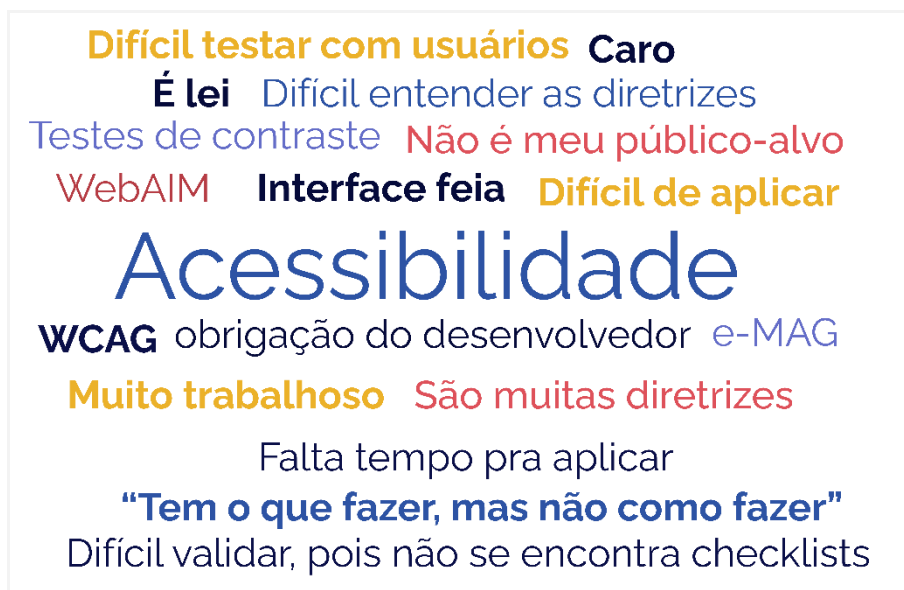 Difícil testar com usuários Caro
É lei Difícil entender as diretrizes
Testes de contraste Não é meu público-alvo
WebAIM Interface feia Difícil de aplicar
Acessibilidade
WCAG obrigação do desenvolvedor e-MAG
Muito trabalhoso São muitas diretrizes
Falta tempo pra aplicar
“Tem o que fazer, mas não como fazer”
Difícil validar, pois não se encontra checklists